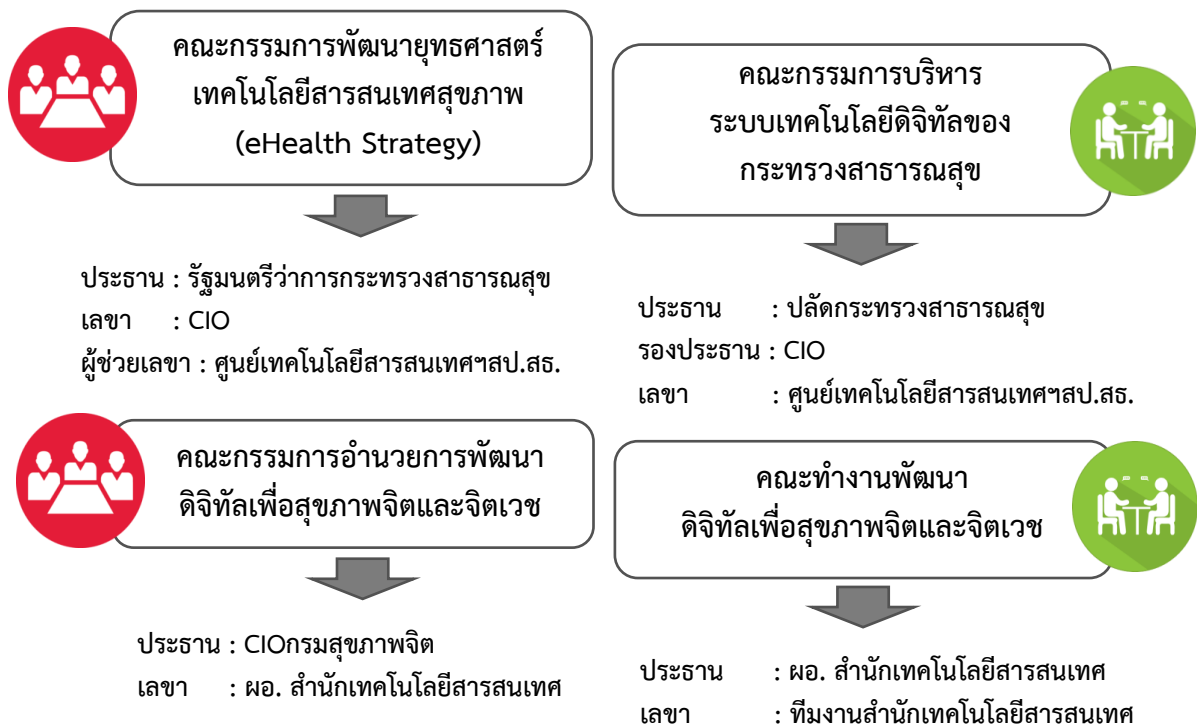 คณะกรรมการพัฒนายุทธศาสตร์
เทคโนโลยีสารสนเทศสุขภาพ
(eHealth Strategy)
ประธาน : รัฐมนตรีว่าการกระทรวงสาธารณสุข
เลขา : CIO
ผู้ช่วยเลขา : ศูนย์เทคโนโลยีสารสนเทศฯสป.สธ.
คณะกรรมการบริหาร
ระบบเทคโนโลยีดิจิทัลของ
กระทรวงสาธารณสุข
ประธาน : ปลัดกระทรวงสาธารณสุข
รองประธาน : CIO
เลขา : ศูนย์เทคโนโลยีสารสนเทศฯสป.สธ.
คณะกรรมการอำนวยการพัฒนา
ดิจิทัลเพื่อสุขภาพจิตและจิตเวช
ประธาน : CIOกรมสุขภาพจิต
เลขา : ผอ. สำนักเทคโนโลยีสารสนเทศ
คณะทำงานพัฒนา
ดิจิทัลเพื่อสุขภาพจิตและจิตเวช
ประธาน : ผอ. สำนักเทคโนโลยีสารสนเทศ
เลขา : ทีมงานสำนักเทคโนโลยีสารสนเทศ